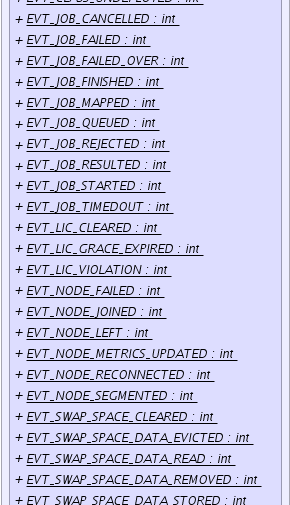 + EVT_CLASS_UNDEPLOYED : int
+ EVT_JOB_CANCELLED : int
+ EVT_JOB_FAILED : int
+ EVT_JOB_FAILED_OVER : int
+ EVT_JOB_FINISHED : int
+ EVT_JOB_MAPPED : int
+ EVT_JOB_QUEUED : int
+ EVT_JOB_REJECTED : int
+ EVT_JOB_RESULTED : int
+ EVT_JOB_STARTED : int
+ EVT_JOB_TIMEDOUT : int
+ EVT_LIC_CLEARED : int
+ EVT_LIC_GRACE_EXPIRED : int
+ EVT_LIC_VIOLATION : int
+ EVT_NODE_FAILED : int
+ EVT_NODE_JOINED : int
+ EVT_NODE_LEFT : int
+ EVT_NODE_METRICS_UPDATED : int
+ EVT_NODE_RECONNECTED : int
+ EVT_NODE_SEGMENTED : int
+ EVT_SWAP_SPACE_CLEARED : int
+ EVT_SWAP_SPACE_DATA_EVICTED : int
+ EVT_SWAP_SPACE_DATA_READ : int
+ EVT_SWAP_SPACE_DATA_REMOVED : int
+ EVT_SWAP_SPACE_DATA_STORED : int